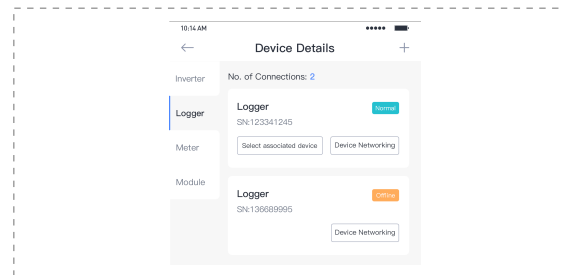 10:14 AM
Device Details
Inverter
No. of Connections: 2
Logger
Logger
Normal
SN:123341245
Select associated device
Device Networking
Meter
Module
Logger
Offline
SN:136689995
Device Networking